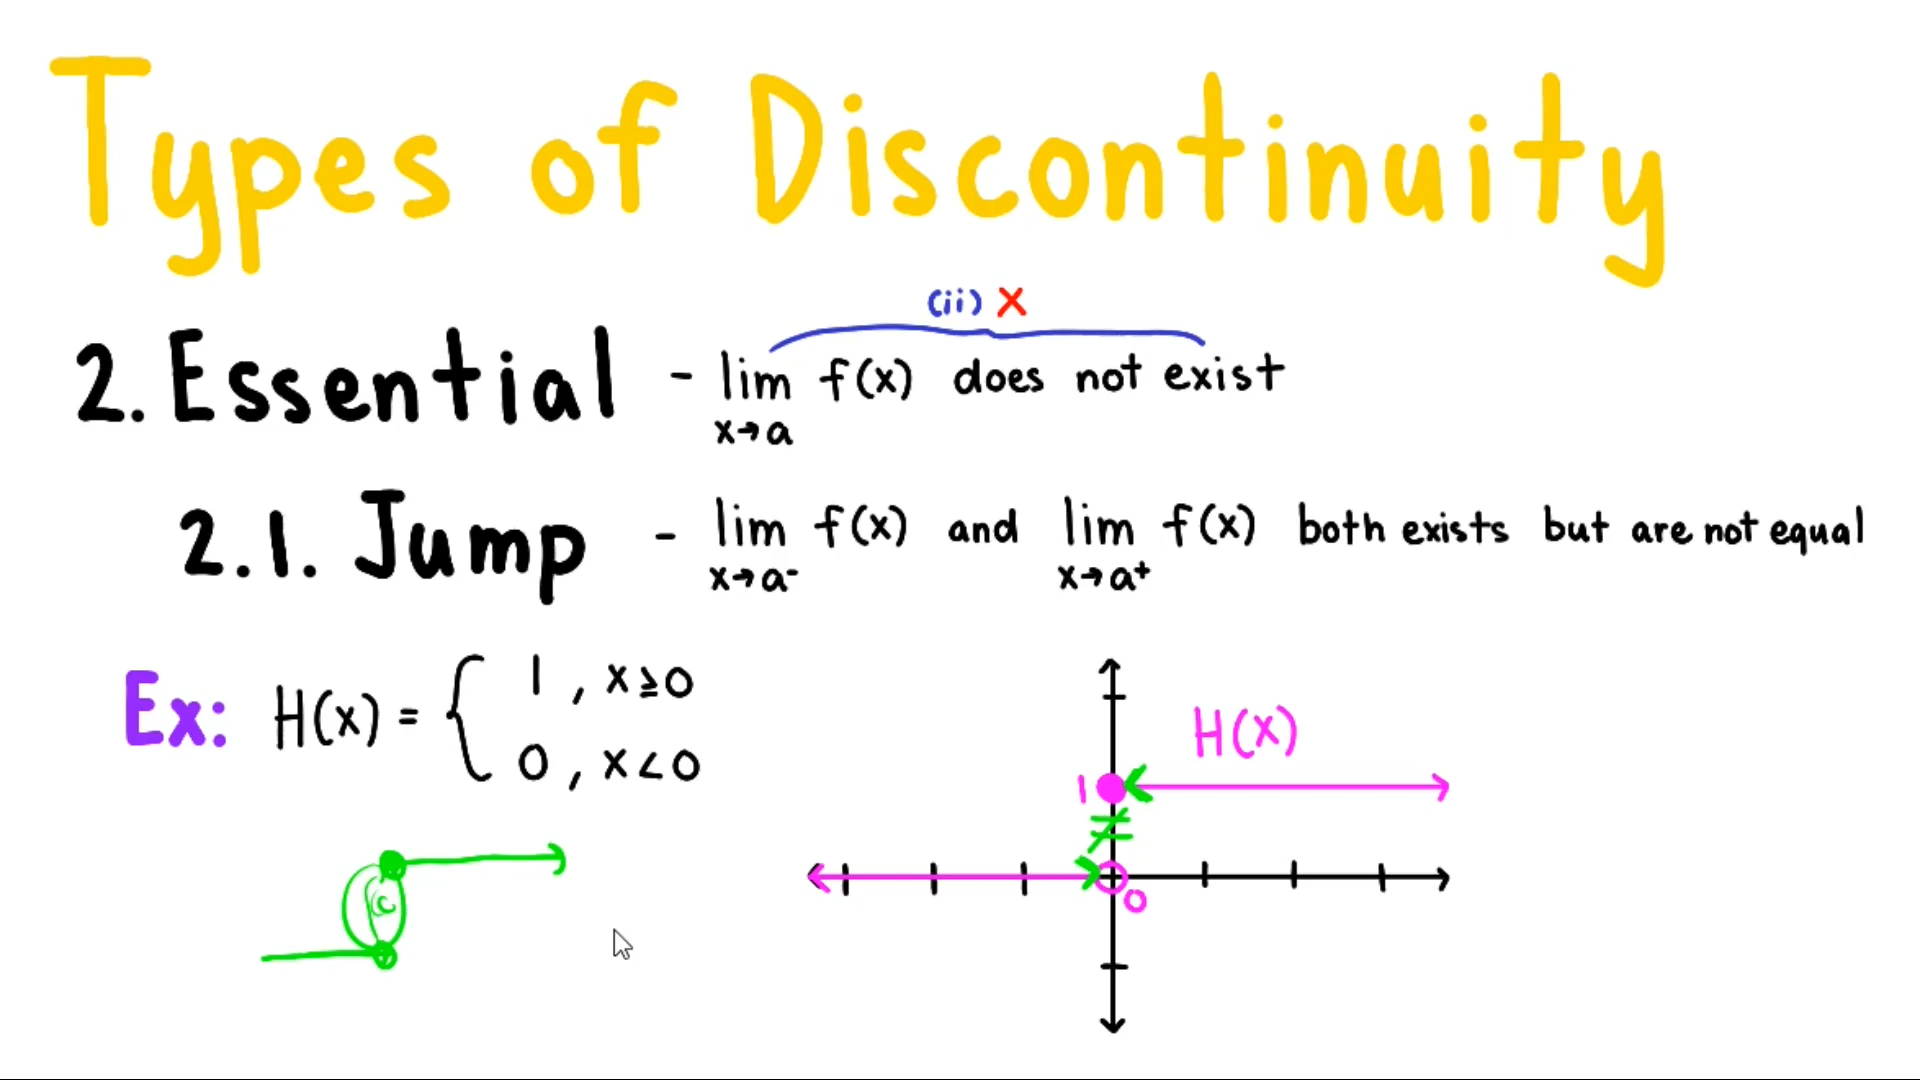 Types of Discontinuity
(ii) X
2. Essential - lim f(x) does not exist
x→a
2.1. Jump - lim f(x) and lim f(x) both exists but are not equal
x→a⁻ x→a⁺
Ex: H(x) = { 1 , x≥0
0 , x<0
H(x)
1
≠
0